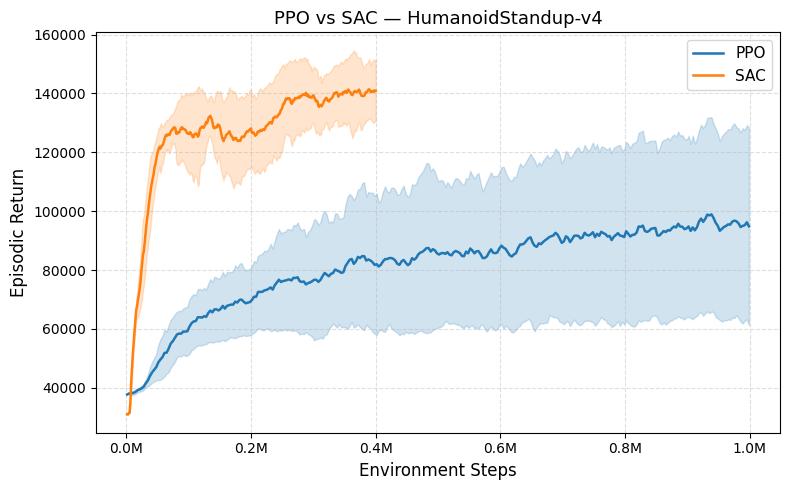 PPO vs SAC — HumanoidStandup-v4
160000
140000
120000
100000
80000
60000
40000
Episodic Return
PPO
SAC
0.0M 0.2M 0.4M 0.6M 0.8M 1.0M
Environment Steps